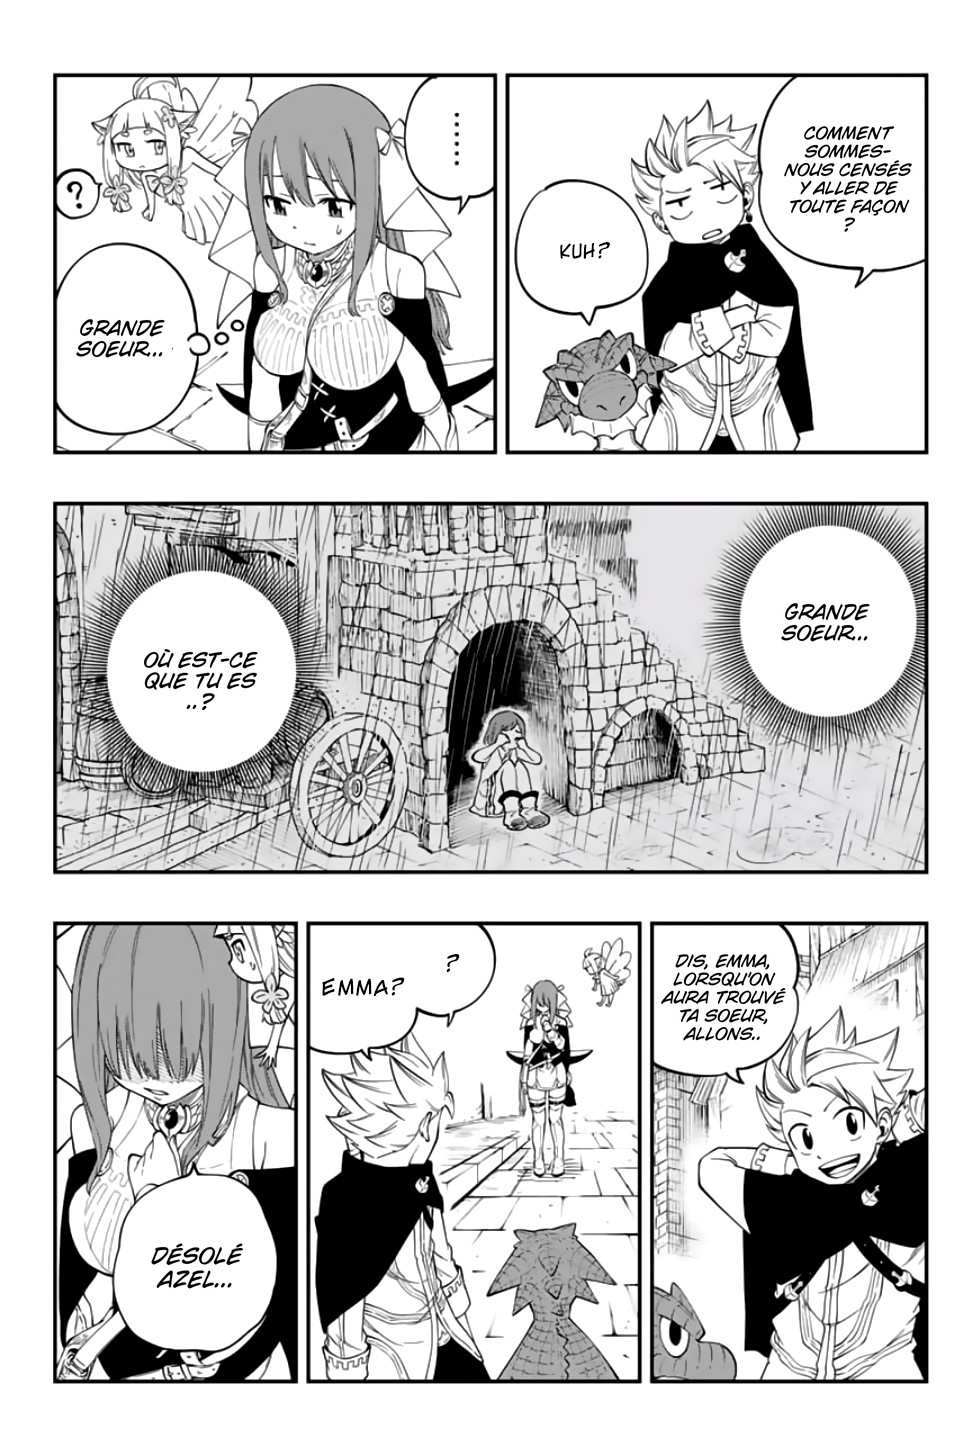 COMMENT
SOMMES-
NOUS CENSÉS
Y ALLER DE
TOUTE FAÇON
?
KUH?
......
?
GRANDE
SOEUR...
GRANDE
SOEUR...
OÙ EST-CE
QUE TU ES
..?
DIS, EMMA,
LORSQU'ON
AURA TROUVÉ
TA SOEUR,
ALLONS..
?
EMMA?
DÉSOLÉ
AZEL...